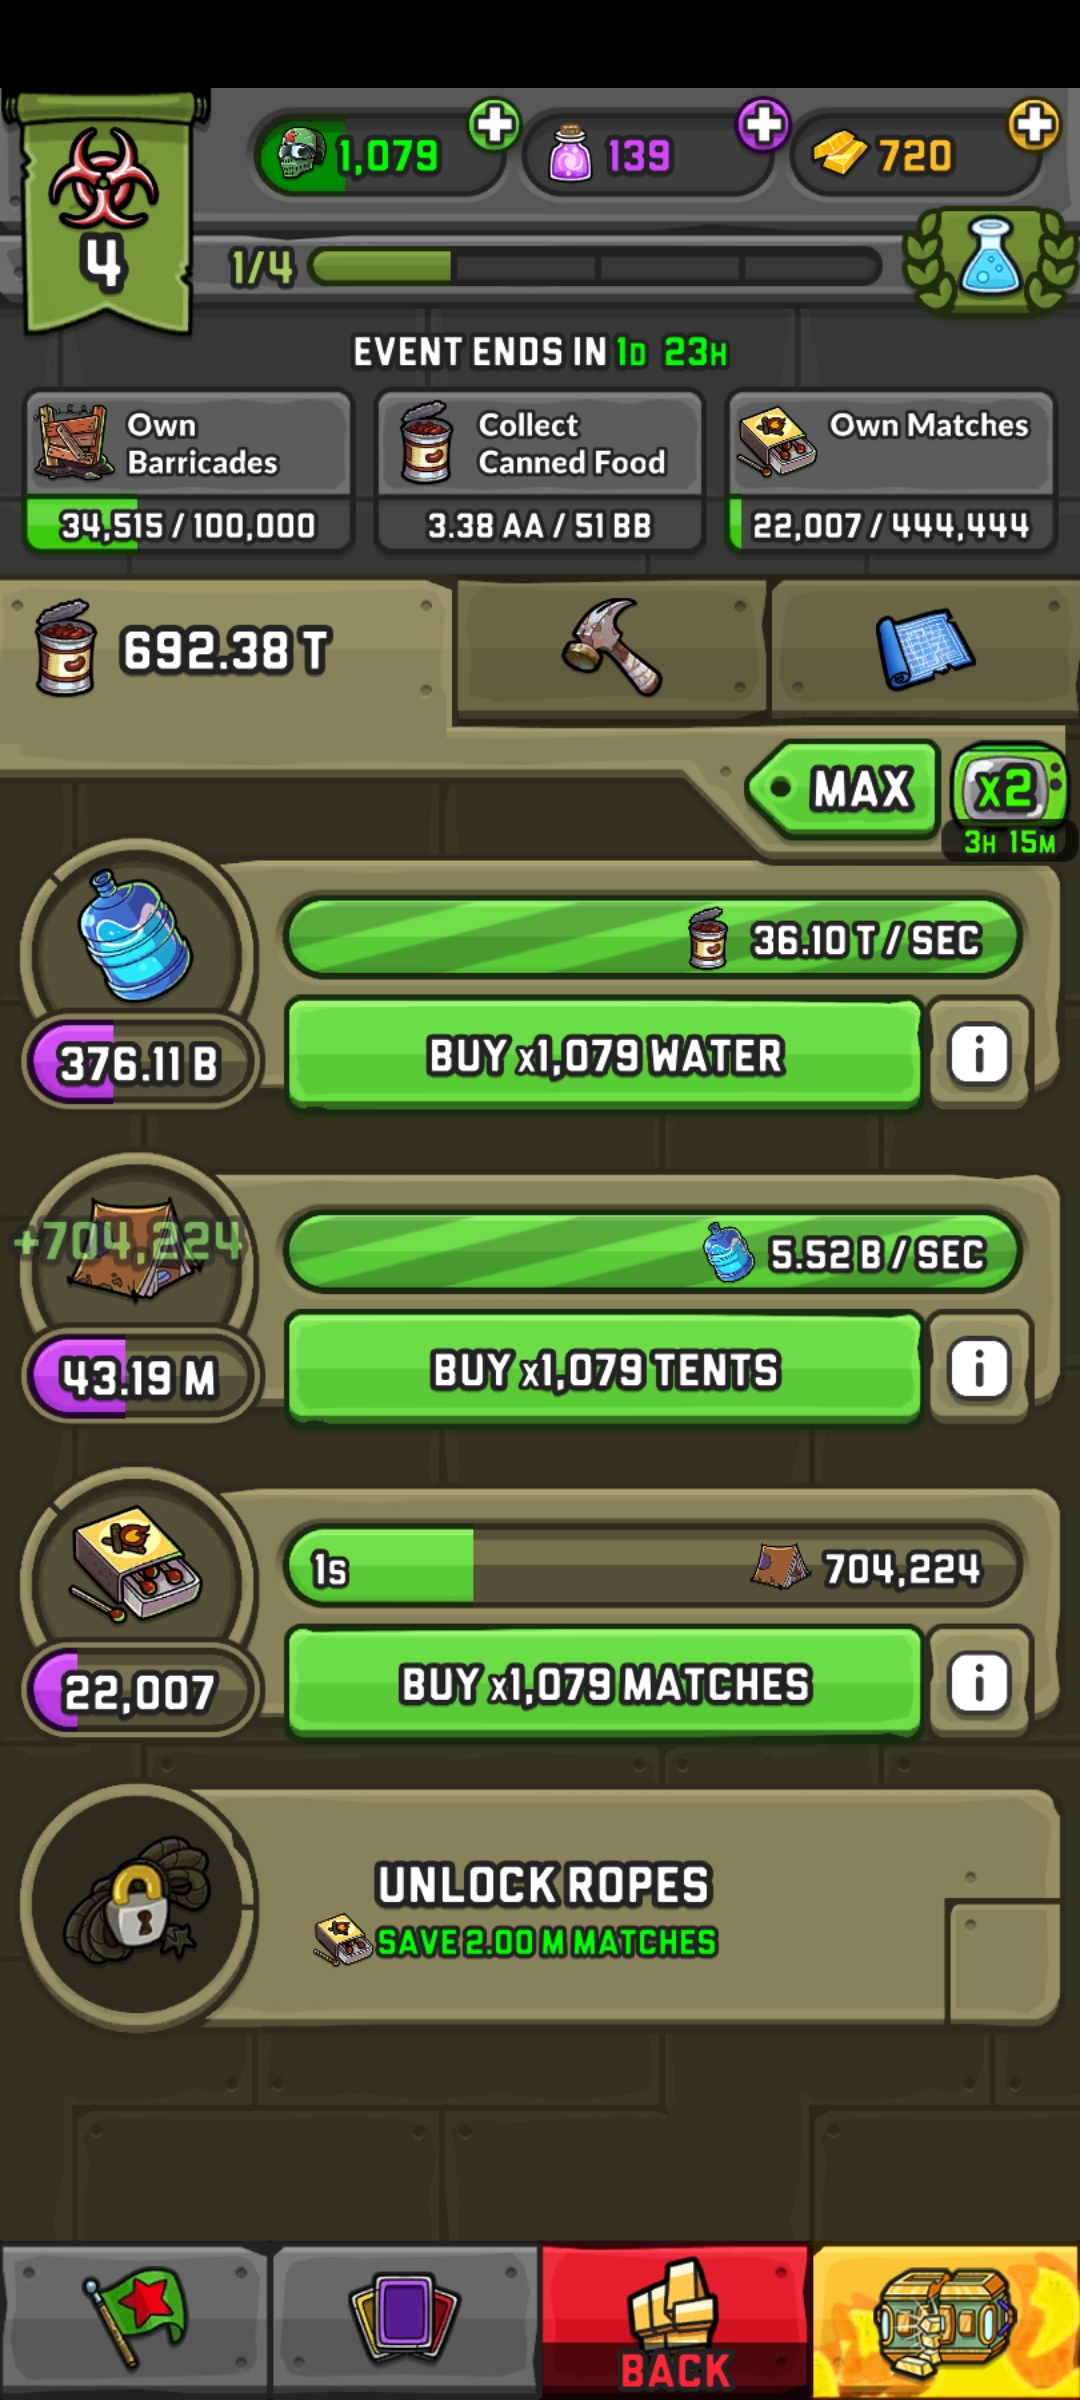 4
1,079
139
720
1/4
EVENT ENDS IN 1D 23H
Own
Barricades
34,515 / 100,000
Collect
Canned Food
3.38 AA / 51 BB
Own Matches
22,007 / 444,444
692.38 T
MAX
x2
3H 15M
36.10 T / SEC
376.11 B
BUY x1,079 WATER
i
+704,224
5.52 B / SEC
43.19 M
BUY x1,079 TENTS
i
1s
704,224
22,007
BUY x1,079 MATCHES
i
UNLOCK ROPES
SAVE 2.00 M MATCHES
BACK